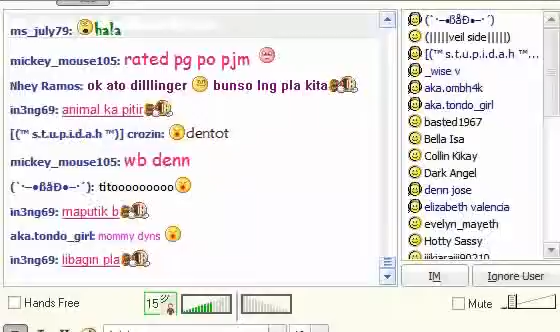 ms_july79: hala
mickey_mouse105: rated pg po pjm
Nhey Ramos: ok ato dilllinger bunso lng pla kita
in3ng69: animal ka pitir
[(™ s.t.u.p.i.d.a.h ™)] crozin: dentot
mickey_mouse105: wb denn
(`·–•ßåÐ•–·´): titooooooooo
in3ng69: maputik b
aka.tondo_girl: mommy dyns
in3ng69: libagin pla
(`·–•ßåÐ•–·´)
(|||||veil side|||||)
[(™ s.t.u.p.i.d.a.h ™...
_wise v
aka.ombh4k
aka.tondo_girl
basted1967
Bella Isa
Collin Kikay
Dark Angel
denn jose
elizabeth valencia
evelyn_mayeth
Hotty Sassy
IM
Ignore User
Hands Free
15
Mute